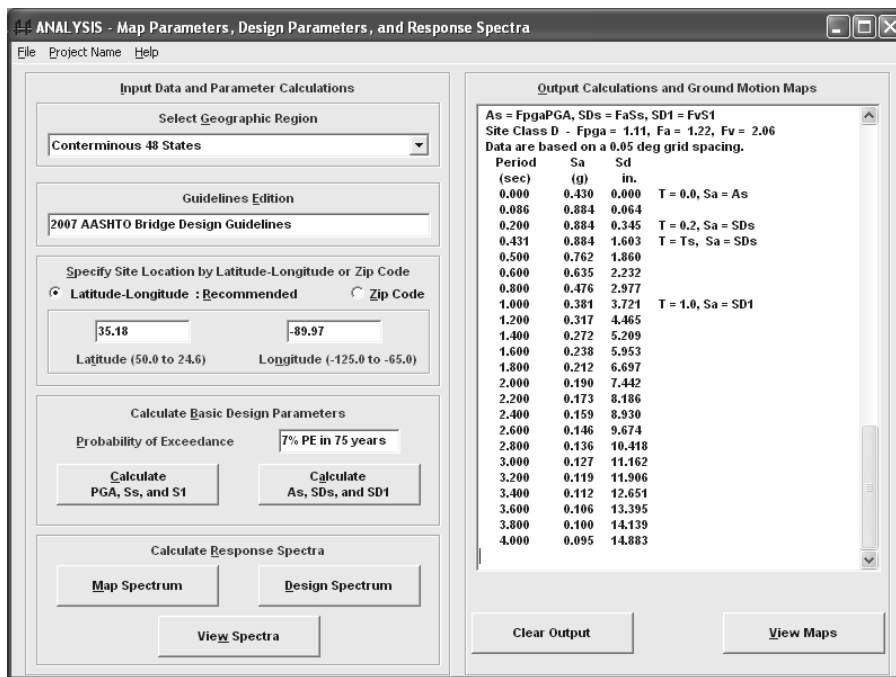 ANALYSIS - Map Parameters, Design Parameters, and Response Spectra
File Project Name Help
Input Data and Parameter Calculations
Select Geographic Region
Conterminous 48 States
Guidelines Edition
2007 AASHTO Bridge Design Guidelines
Specify Site Location by Latitude-Longitude or Zip Code
Latitude-Longitude : Recommended Zip Code
35.18 -89.97
Latitude (50.0 to 24.6) Longitude (-125.0 to -65.0)
Calculate Basic Design Parameters
Probability of Exceedance 7% PE in 75 years
Calculate
PGA, Ss, and S1
Calculate
As, SDs, and SD1
Calculate Response Spectra
Map Spectrum Design Spectrum
View Spectra
Output Calculations and Ground Motion Maps
As = FpgaPGA, SDs = FaSs, SD1 = FvS1
Site Class D - Fpga = 1.11, Fa = 1.22, Fv = 2.06
Data are based on a 0.05 deg grid spacing.
Period Sa Sd
(sec) (g) in.
0.000 0.430 0.000 T = 0.0, Sa = As
0.086 0.884 0.064
0.200 0.884 0.345 T = 0.2, Sa = SDs
0.431 0.884 1.603 T = Ts, Sa = SDs
0.500 0.762 1.860
0.600 0.635 2.232
0.800 0.476 2.977
1.000 0.381 3.721 T = 1.0, Sa = SD1
1.200 0.317 4.465
1.400 0.272 5.209
1.600 0.238 5.953
1.800 0.212 6.697
2.000 0.190 7.442
2.200 0.173 8.186
2.400 0.159 8.930
2.600 0.146 9.674
2.800 0.136 10.418
3.000 0.127 11.162
3.200 0.119 11.906
3.400 0.112 12.651
3.600 0.106 13.395
3.800 0.100 14.139
4.000 0.095 14.883
Clear Output View Maps